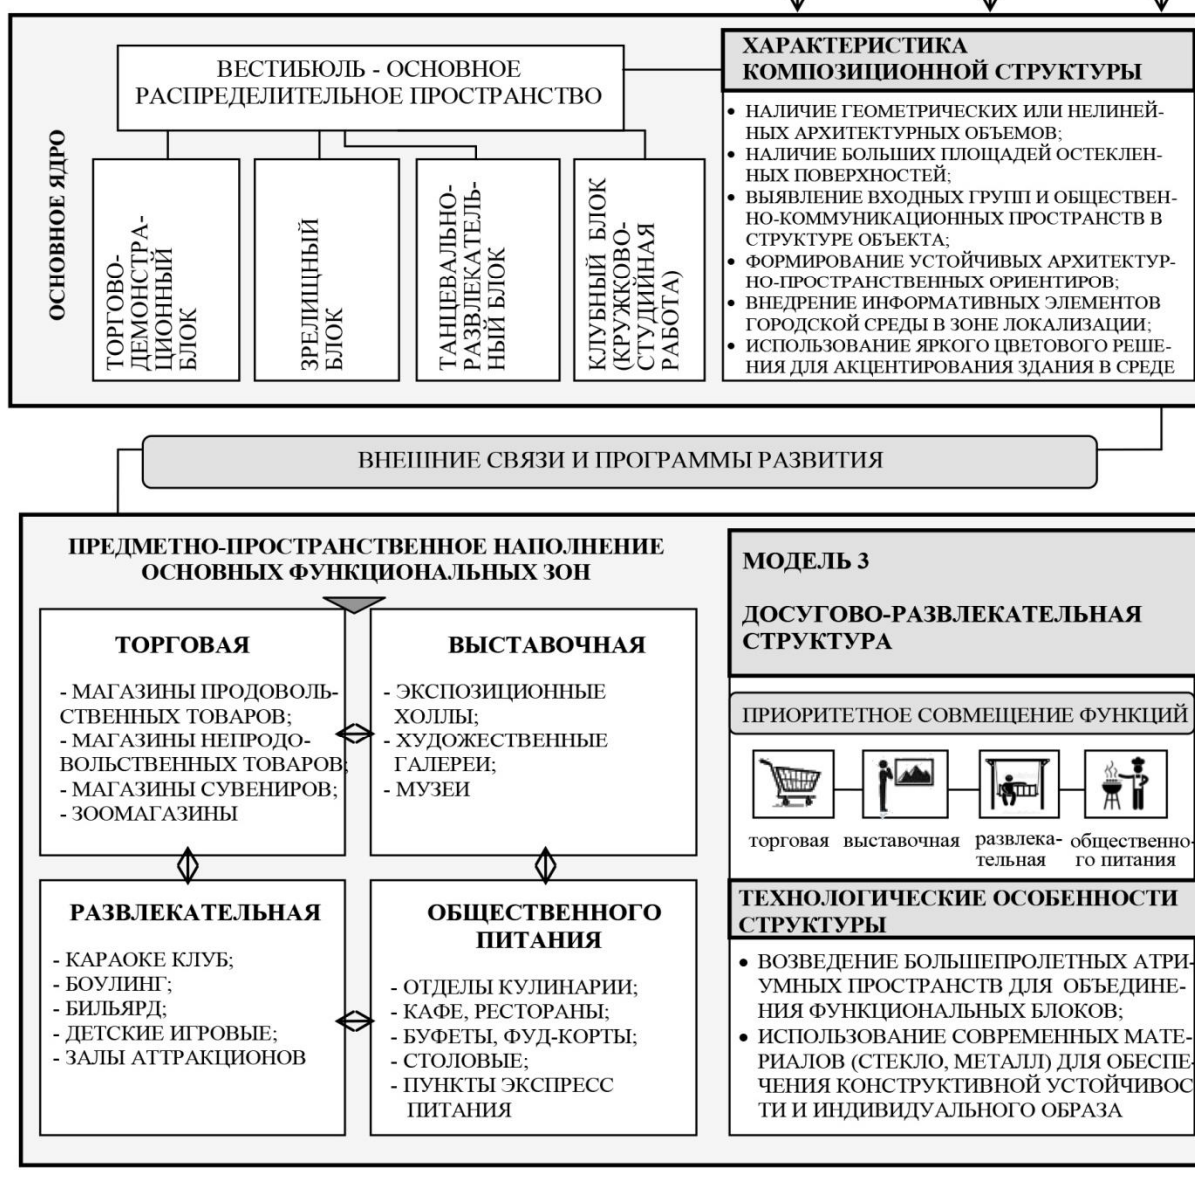 ОСНОВНОЕ ЯДРО
ВЕСТИБЮЛЬ - ОСНОВНОЕ
РАСПРЕДЕЛИТЕЛЬНОЕ ПРОСТРАНСТВО
ТОРГОВО-
ДЕМОНСТРА-
ЦИОННЫЙ
БЛОК
ЗРЕЛИЩНЫЙ
БЛОК
ТАНЦЕВАЛЬНО-
РАЗВЛЕКАТЕЛЬ-
НЫЙ БЛОК
КЛУБНЫЙ БЛОК
(КРУЖКОВО-
СТУДИЙНАЯ
РАБОТА)
ХАРАКТЕРИСТИКА
КОМПОЗИЦИОННОЙ СТРУКТУРЫ
• НАЛИЧИЕ ГЕОМЕТРИЧЕСКИХ ИЛИ НЕЛИНЕЙ-
НЫХ АРХИТЕКТУРНЫХ ОБЪЕМОВ;
• НАЛИЧИЕ БОЛЬШИХ ПЛОЩАДЕЙ ОСТЕКЛЕН-
НЫХ ПОВЕРХНОСТЕЙ;
• ВЫЯВЛЕНИЕ ВХОДНЫХ ГРУПП И ОБЩЕСТВЕН-
НО-КОММУНИКАЦИОННЫХ ПРОСТРАНСТВ В
СТРУКТУРЕ ОБЪЕКТА;
• ФОРМИРОВАНИЕ УСТОЙЧИВЫХ АРХИТЕКТУР-
НО-ПРОСТРАНСТВЕННЫХ ОРИЕНТИРОВ;
• ВНЕДРЕНИЕ ИНФОРМАТИВНЫХ ЭЛЕМЕНТОВ
ГОРОДСКОЙ СРЕДЫ В ЗОНЕ ЛОКАЛИЗАЦИИ;
• ИСПОЛЬЗОВАНИЕ ЯРКОГО ЦВЕТОВОГО РЕШЕ-
НИЯ ДЛЯ АКЦЕНТИРОВАНИЯ ЗДАНИЯ В СРЕДЕ
ВНЕШНИЕ СВЯЗИ И ПРОГРАММЫ РАЗВИТИЯ
ПРЕДМЕТНО-ПРОСТРАНСТВЕННОЕ НАПОЛНЕНИЕ
ОСНОВНЫХ ФУНКЦИОНАЛЬНЫХ ЗОН
ТОРГОВАЯ
- МАГАЗИНЫ ПРОДОВОЛЬ-
СТВЕННЫХ ТОВАРОВ;
- МАГАЗИНЫ НЕПРОДО-
ВОЛЬСТВЕННЫХ ТОВАРОВ;
- МАГАЗИНЫ СУВЕНИРОВ;
- ЗООМАГАЗИНЫ
ВЫСТАВОЧНАЯ
- ЭКСПОЗИЦИОННЫЕ
ХОЛЛЫ;
- ХУДОЖЕСТВЕННЫЕ
ГАЛЕРЕИ;
- МУЗЕИ
РАЗВЛЕКАТЕЛЬНАЯ
- КАРАОКЕ КЛУБ;
- БОУЛИНГ;
- БИЛЬЯРД;
- ДЕТСКИЕ ИГРОВЫЕ;
- ЗАЛЫ АТТРАКЦИОНОВ
ОБЩЕСТВЕННОГО
ПИТАНИЯ
- ОТДЕЛЫ КУЛИНАРИИ;
- КАФЕ, РЕСТОРАНЫ;
- БУФЕТЫ, ФУД-КОРТЫ;
- СТОЛОВЫЕ;
- ПУНКТЫ ЭКСПРЕСС
ПИТАНИЯ
МОДЕЛЬ 3
ДОСУГОВО-РАЗВЛЕКАТЕЛЬНАЯ
СТРУКТУРА
ПРИОРИТЕТНОЕ СОВМЕЩЕНИЕ ФУНКЦИЙ
торговая
выставочная
развлека-
тельная
общественно-
го питания
ТЕХНОЛОГИЧЕСКИЕ ОСОБЕННОСТИ
СТРУКТУРЫ
• ВОЗВЕДЕНИЕ БОЛЬШЕПРОЛЕТНЫХ АТРИ-
УМНЫХ ПРОСТРАНСТВ ДЛЯ ОБЪЕДИНЕ-
НИЯ ФУНКЦИОНАЛЬНЫХ БЛОКОВ;
• ИСПОЛЬЗОВАНИЕ СОВРЕМЕННЫХ МАТЕ-
РИАЛОВ (СТЕКЛО, МЕТАЛЛ) ДЛЯ ОБЕСПЕ-
ЧЕНИЯ КОНСТРУКТИВНОЙ УСТОЙЧИВОС
ТИ И ИНДИВИДУАЛЬНОГО ОБРАЗА